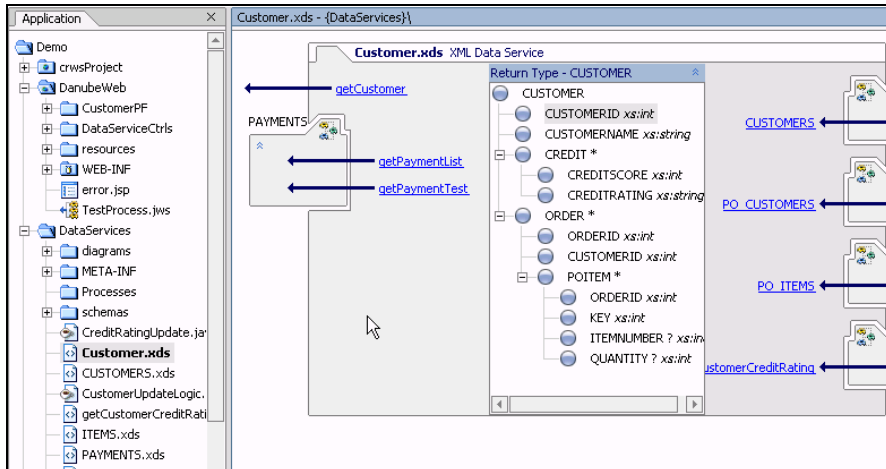 Application
Demo
crwsProject
DanubeWeb
CustomerPF
DataServiceCtrls
resources
WEB-INF
error.jsp
TestProcess.jws
DataServices
diagrams
META-INF
Processes
schemas
CreditRatingUpdate.ja
Customer.xds
CUSTOMERS.xds
CustomerUpdateLogic.
getCustomerCreditRati
ITEMS.xds
PAYMENTS.xds
Customer.xds - {DataServices}\
Customer.xds XML Data Service
getCustomer
PAYMENTS
getPaymentList
getPaymentTest
Return Type - CUSTOMER
CUSTOMER
CUSTOMERID xs:int
CUSTOMERNAME xs:string
CREDIT *
CREDITSCORE xs:int
CREDITRATING xs:string
ORDER *
ORDERID xs:int
CUSTOMERID xs:int
POITEM *
ORDERID xs:int
KEY xs:int
ITEMNUMBER ? xs:in
QUANTITY ? xs:int
CUSTOMERS
PO_CUSTOMERS
PO_ITEMS
ustomerCreditRating